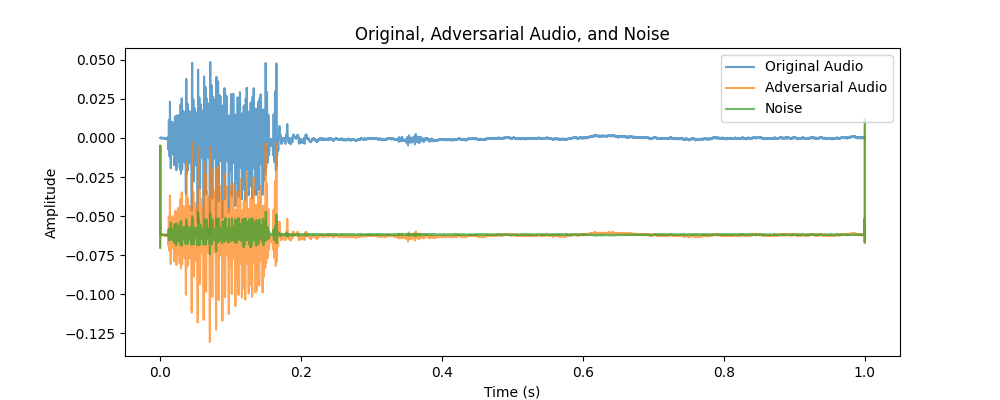 Original, Adversarial Audio, and Noise
Original Audio
Adversarial Audio
Noise
Amplitude
0.050
0.025
0.000
−0.025
−0.050
−0.075
−0.100
−0.125
0.0 0.2 0.4 0.6 0.8 1.0
Time (s)